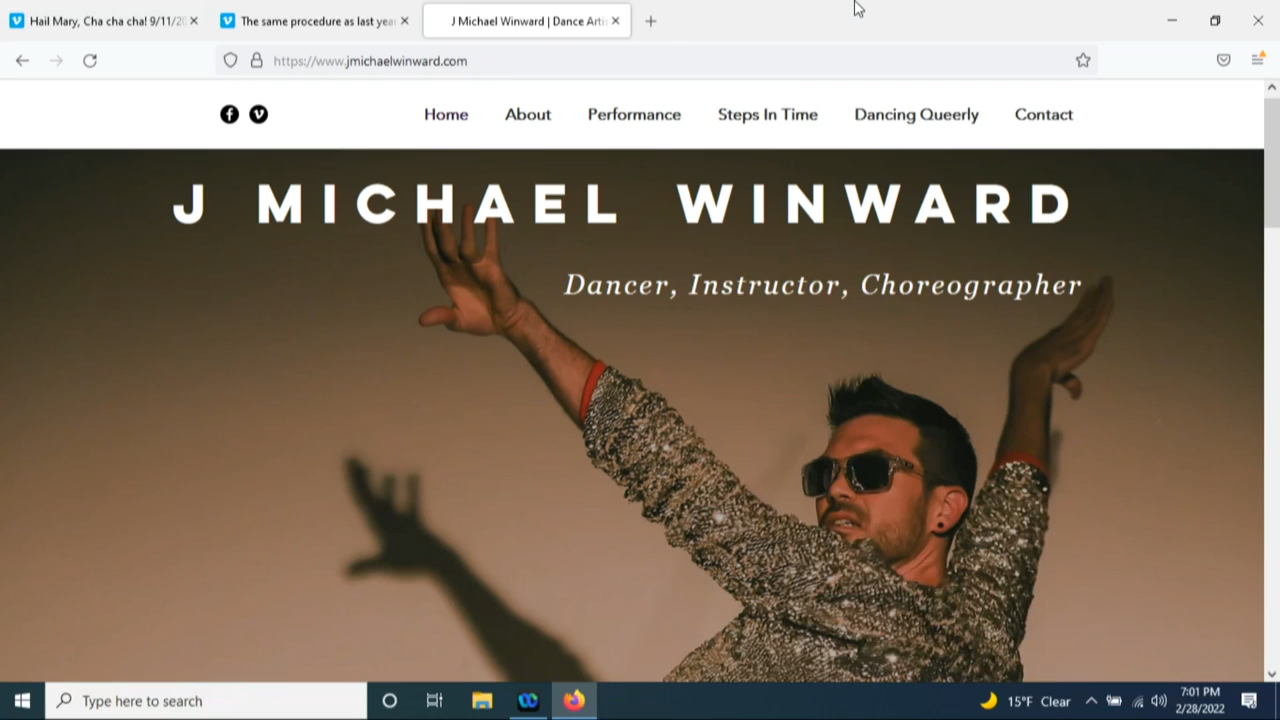 Hail Mary, Cha cha cha! 9/11/20
The same procedure as last year
J Michael Winward | Dance Artis
https://www.jmichaelwinward.com
Home About Performance Steps In Time Dancing Queerly Contact
J MICHAEL WINWARD
Dancer, Instructor, Choreographer
Type here to search
15°F Clear
7:01 PM
2/28/2022